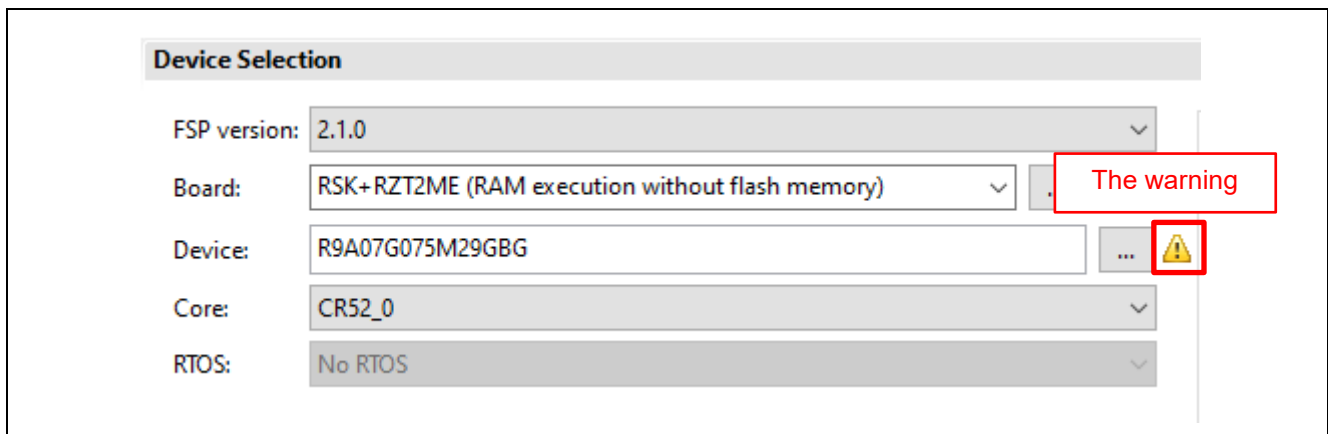 Device Selection
FSP version: 2.1.0
Board: RSK+RZT2ME (RAM execution without flash memory)
The warning
Device: R9A07G075M29GBG ...
Core: CR52_0
RTOS: No RTOS